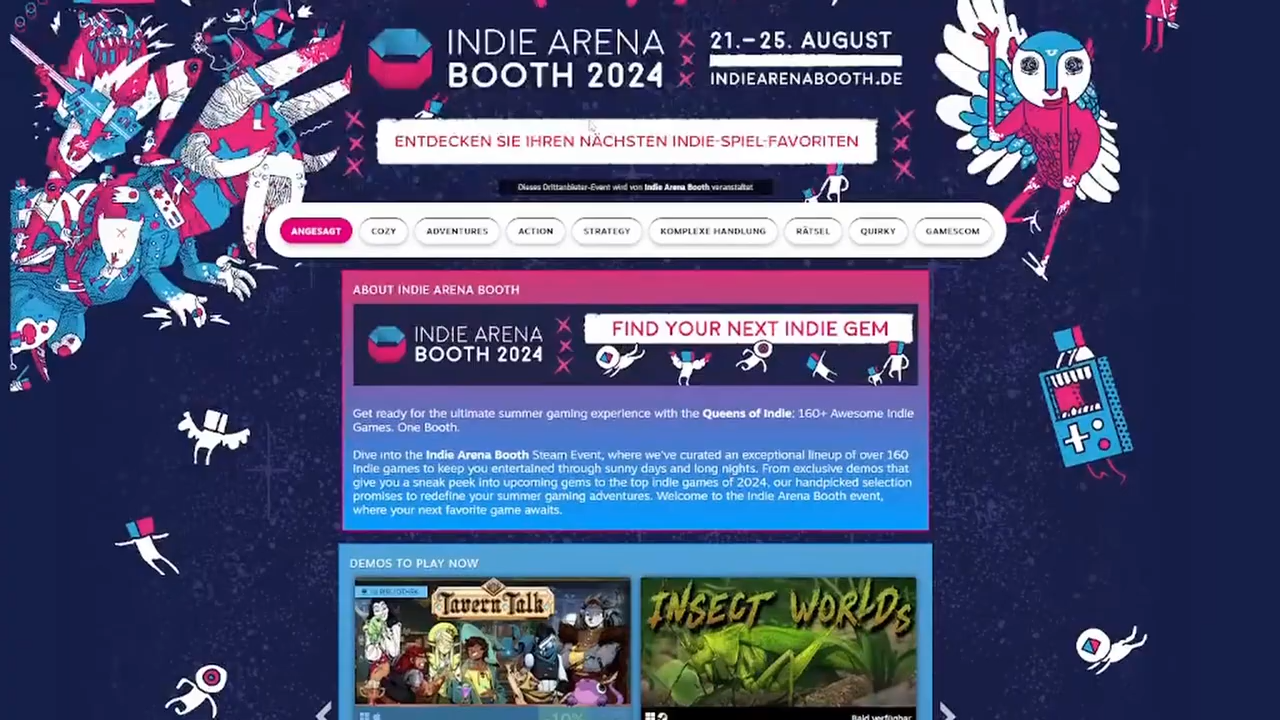 INDIE ARENA
BOOTH 2024
21.–25. AUGUST
INDIEARENABOOTH.DE
ENTDECKEN SIE IHREN NÄCHSTEN INDIE-SPIEL-FAVORITEN
Dieses Drittanbieter-Event wird von Indie Arena Booth veranstaltet
ANGESAGT COZY ADVENTURES ACTION STRATEGY KOMPLEXE HANDLUNG RÄTSEL QUIRKY GAMESCOM
ABOUT INDIE ARENA BOOTH
INDIE ARENA
BOOTH 2024
FIND YOUR NEXT INDIE GEM
Get ready for the ultimate summer gaming experience with the Queens of Indie: 160+ Awesome Indie
Games. One Booth.
Dive into the Indie Arena Booth Steam Event, where we've curated an exceptional lineup of over 160
indie games to keep you entertained through sunny days and long nights. From exclusive demos that
give you a sneak peek into upcoming gems to the top indie games of 2024, our handpicked selection
promises to redefine your summer gaming adventures. Welcome to the Indie Arena Booth event,
where your next favorite game awaits.
DEMOS TO PLAY NOW
IN BIBLIOTHEK
Tavern Talk
INSECT WORLDS
-10%
Bald verfügbar